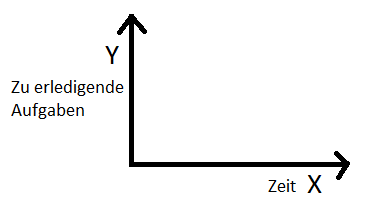 Y
Zu erledigende
Aufgaben
Zeit X